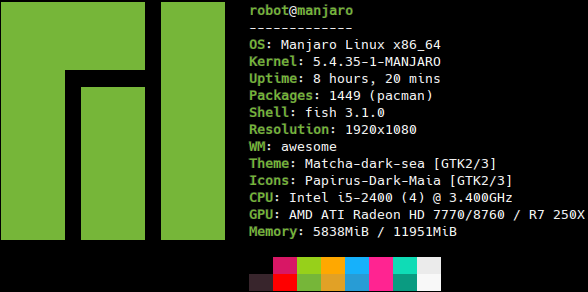 robot@manjaro
-------------
OS: Manjaro Linux x86_64
Kernel: 5.4.35-1-MANJARO
Uptime: 8 hours, 20 mins
Packages: 1449 (pacman)
Shell: fish 3.1.0
Resolution: 1920x1080
WM: awesome
Theme: Matcha-dark-sea [GTK2/3]
Icons: Papirus-Dark-Maia [GTK2/3]
CPU: Intel i5-2400 (4) @ 3.400GHz
GPU: AMD ATI Radeon HD 7770/8760 / R7 250X
Memory: 5838MiB / 11951MiB